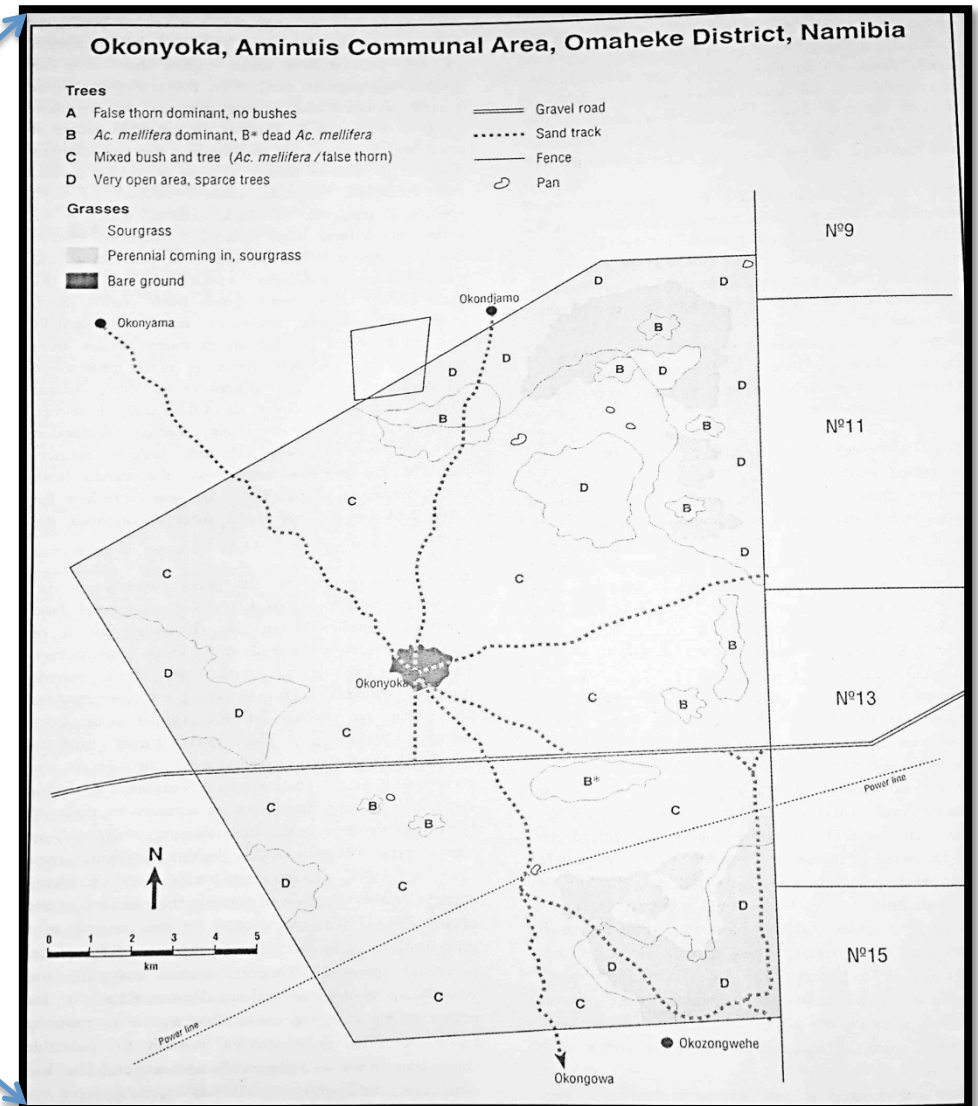 Okonyoka, Aminuis Communal Area, Omaheke District, Namibia
Trees
A False thorn dominant, no bushes
B Ac. mellifera dominant, B* dead Ac. mellifera
C Mixed bush and tree (Ac. mellifera / false thorn)
D Very open area, sparce trees
Grasses
Sourgrass
Perennial coming in, sourgrass
Bare ground
Gravel road
Sand track
Fence
Pan
Nº9
D
D
Okondjamo
Okonyama
B
D
D
B
D
D
B
B
Nº11
D
D
C
B
D
C
C
D
B
Okonyoka
D
C
B
Nº13
D
C
B*
Power line
C
B
C
B
N
D
C
D
0 1 2 3 4 5
km
D
Nº15
D
C
C
Power line
Okozongwehe
Okongowa